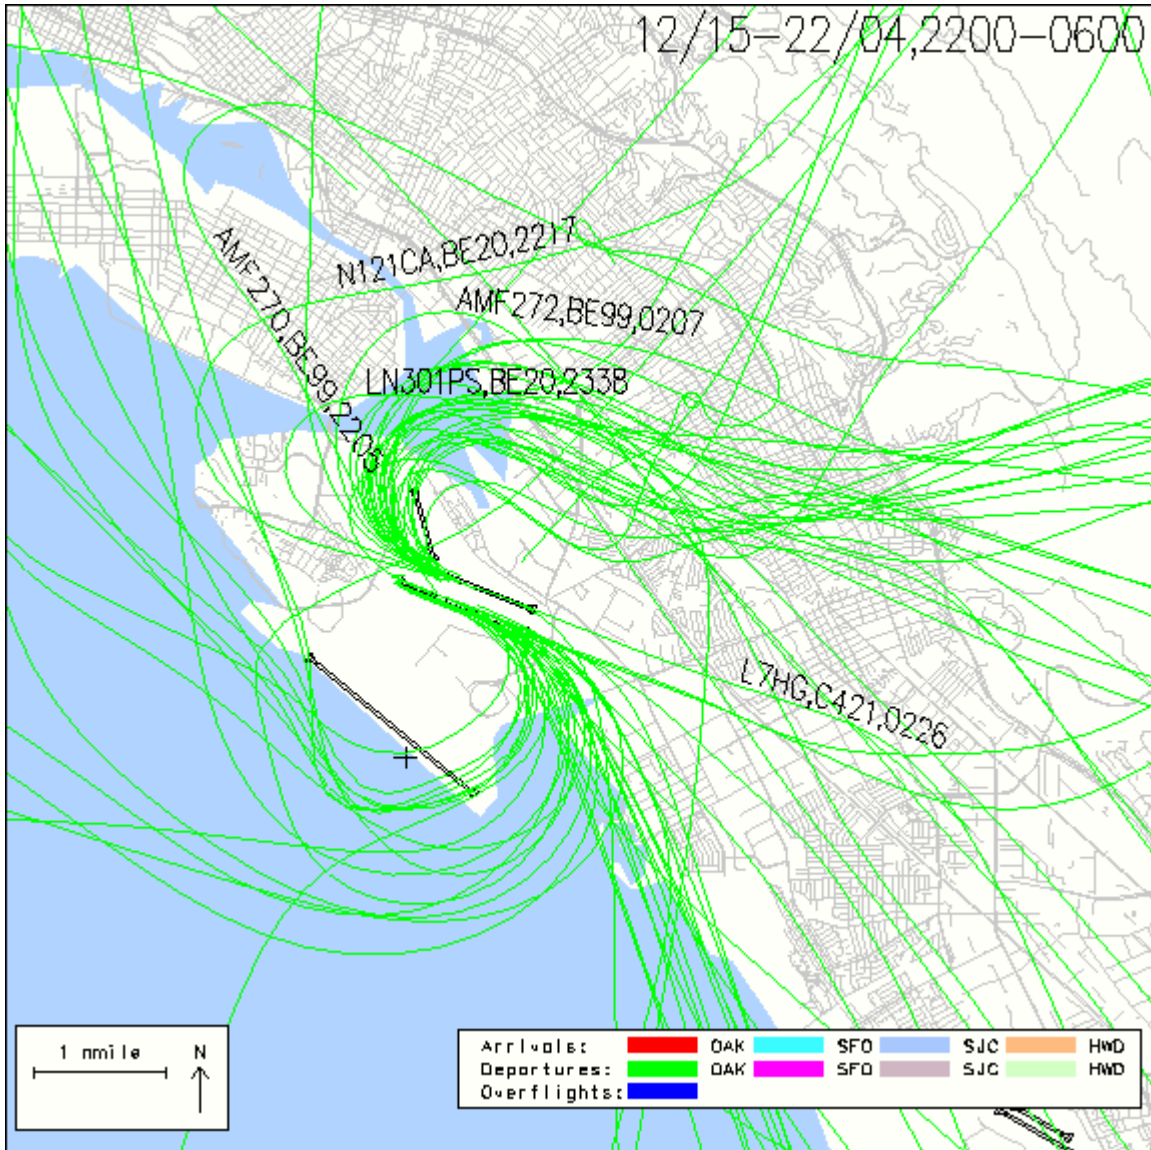 12/15-22/04,2200-0600
N121CA,BE20,2217
AMF270,BE99,2205
AMF272,BE99,0207
LN301PS,BE20,2338
L7HG,C421,0226
1 nmile N
Arrivals: OAK SFO SJC HWD
Departures: OAK SFO SJC HWD
Overflights: